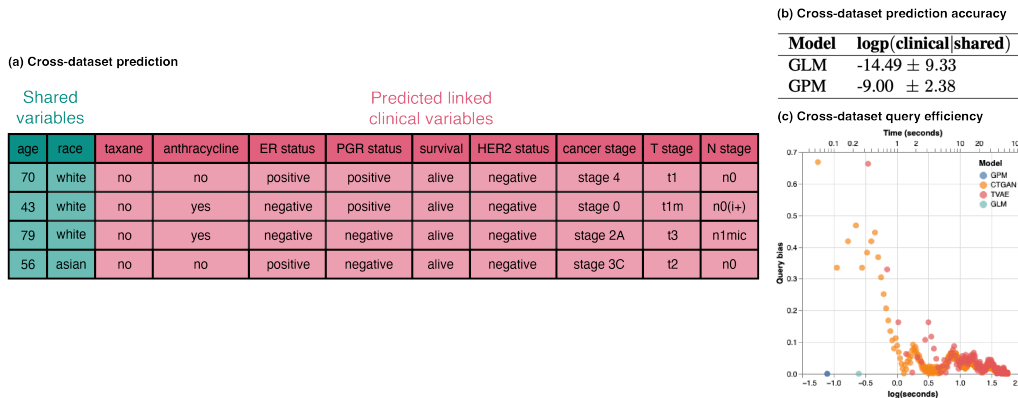 (a) Cross-dataset prediction
Shared variables
Predicted linked clinical variables
age race taxane anthracycline ER status PGR status survival HER2 status cancer stage T stage N stage
70 white no no positive positive alive negative stage 4 t1 n0
43 white no yes negative positive alive negative stage 0 t1m n0(i+)
79 white no yes negative negative alive negative stage 2A t3 n1mic
56 asian no no positive negative alive negative stage 3C t2 n0
(b) Cross-dataset prediction accuracy
Model logp(clinical|shared)
GLM -14.49 ± 9.33
GPM -9.00 ± 2.38
(c) Cross-dataset query efficiency
Time (seconds)
0.1 0.2 1 2 10 20 10
0.7
0.6
0.5
0.4
0.3
0.2
0.1
0.0
Query bias
Model
GPM
CTGAN
TVAE
GLM
-1.5 -1.0 -0.5 0.0 0.5 1.0 1.5 2
log(seconds)